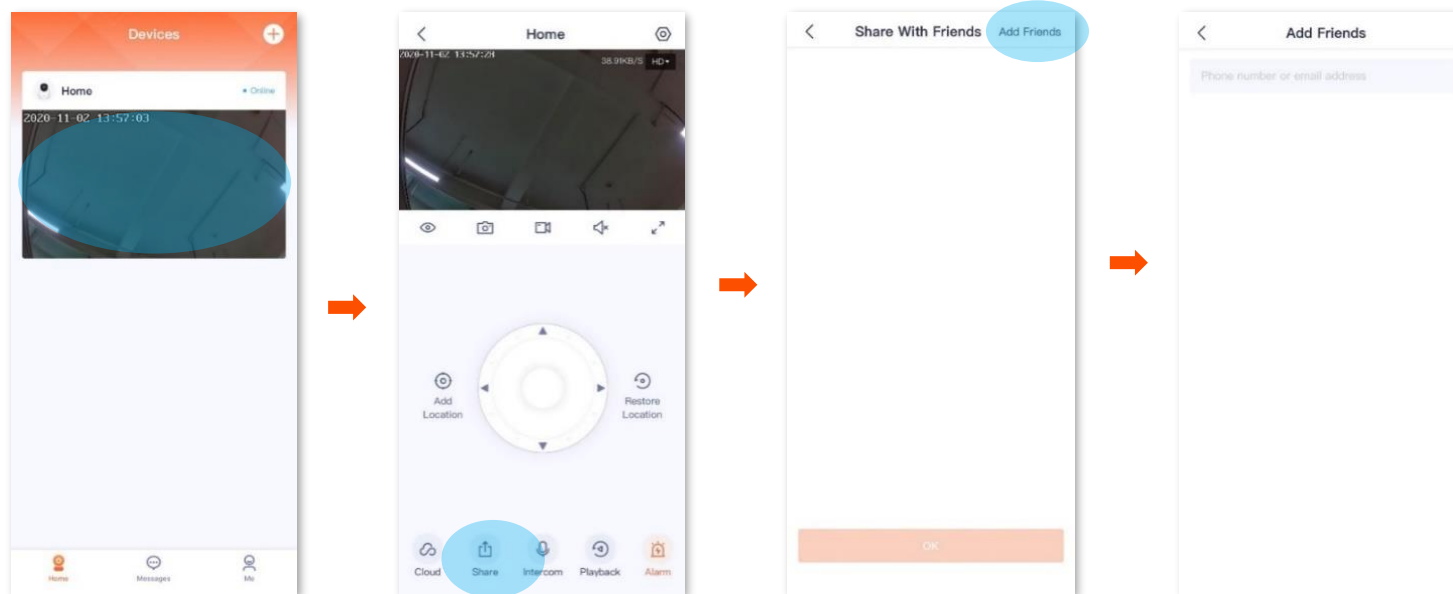 Devices
Home
Online
2020-11-02 13:57:03
Home
Messages
Me
Home
2020-11-02 13:57:28
38.91KB/S HD
Add
Location
Restore
Location
Cloud
Share
Intercom
Playback
Alarm
Share With Friends
Add Friends
OK
Add Friends
Phone number or email address